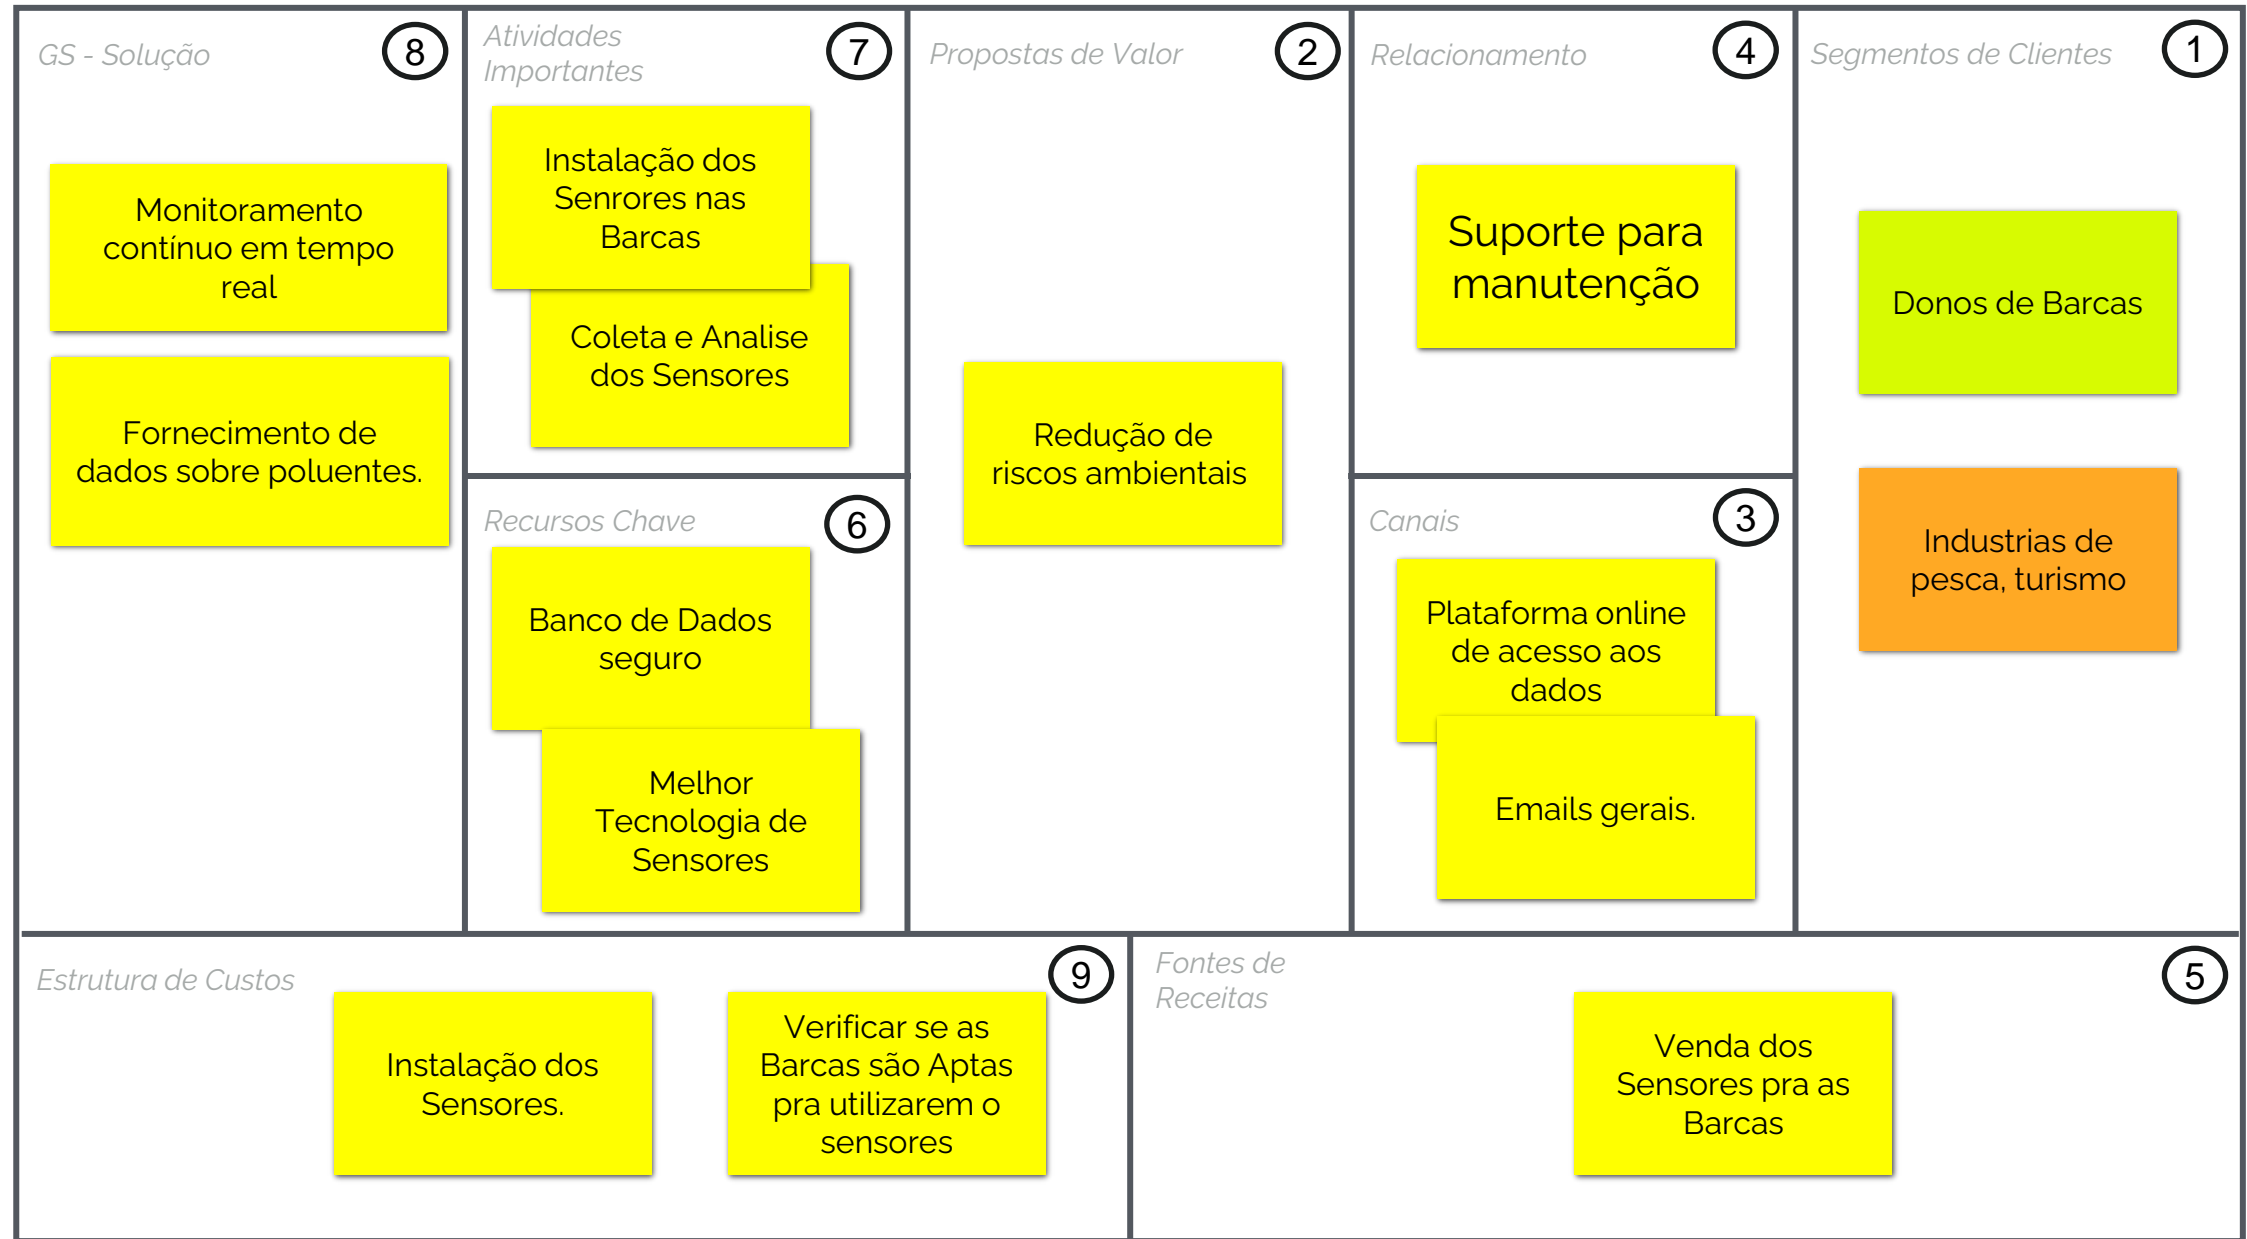 GS - Solução
8
Monitoramento
contínuo em tempo
real
Fornecimento de
dados sobre poluentes.
Atividades
Importantes
7
Instalação dos
Senrores nas
Barcas
Coleta e Analise
dos Sensores
Recursos Chave
6
Banco de Dados
seguro
Melhor
Tecnologia de
Sensores
Propostas de Valor
2
Redução de
riscos ambientais
Relacionamento
4
Suporte para
manutenção
Canais
3
Plataforma online
de acesso aos
dados
Emails gerais.
Segmentos de Clientes
1
Donos de Barcas
Industrias de
pesca, turismo
Estrutura de Custos
9
Instalação dos
Sensores.
Verificar se as
Barcas são Aptas
pra utilizarem o
sensores
Fontes de
Receitas
5
Venda dos
Sensores pra as
Barcas